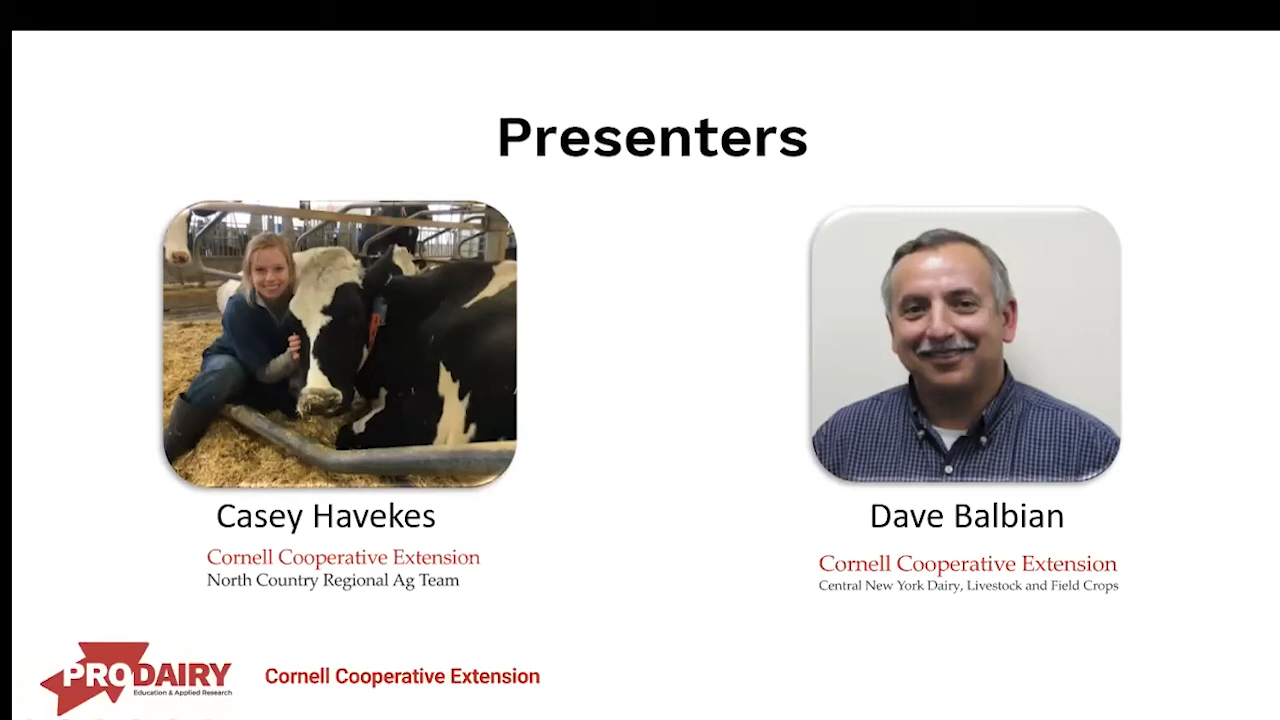 Presenters
Casey Havekes
Cornell Cooperative Extension
North Country Regional Ag Team
Dave Balbian
Cornell Cooperative Extension
Central New York Dairy, Livestock and Field Crops
PRODAIRY
Education & Applied Research
Cornell Cooperative Extension